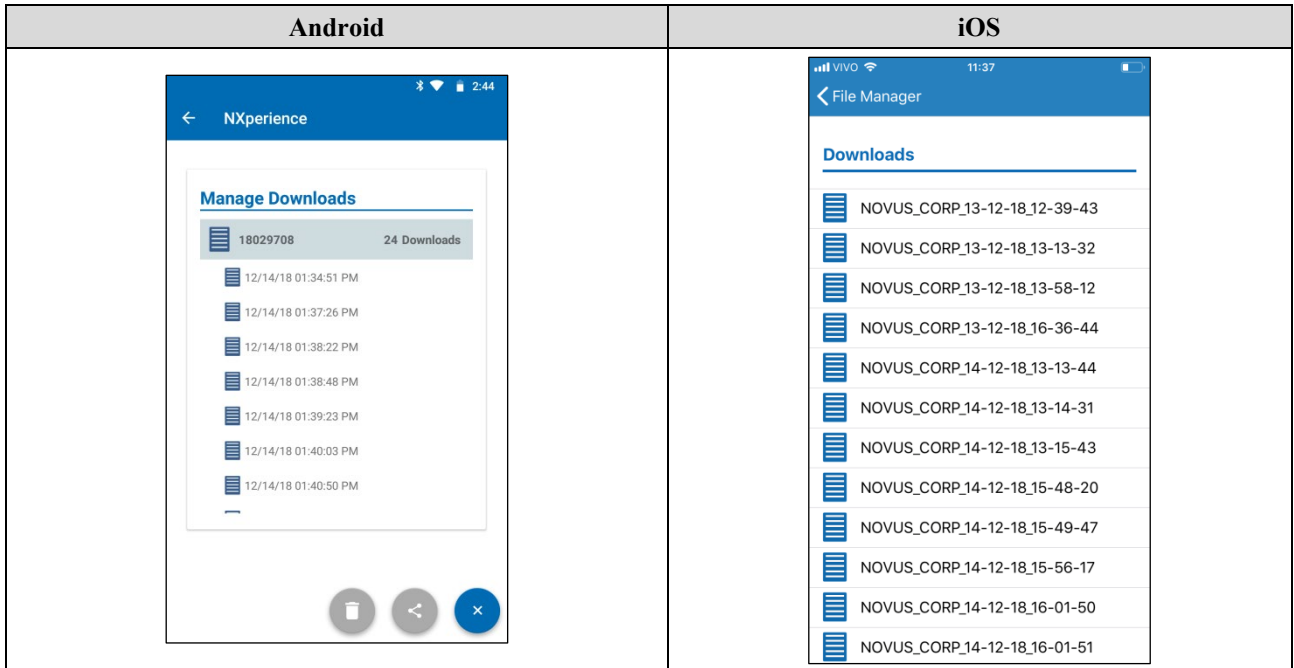 Android
iOS
2:44
NXperience
Manage Downloads
18029708 24 Downloads
12/14/18 01:34:51 PM
12/14/18 01:37:26 PM
12/14/18 01:38:22 PM
12/14/18 01:38:48 PM
12/14/18 01:39:23 PM
12/14/18 01:40:03 PM
12/14/18 01:40:50 PM
VIVO 11:37
File Manager
Downloads
NOVUS_CORP_13-12-18_12-39-43
NOVUS_CORP_13-12-18_13-13-32
NOVUS_CORP_13-12-18_13-58-12
NOVUS_CORP_13-12-18_16-36-44
NOVUS_CORP_14-12-18_13-13-44
NOVUS_CORP_14-12-18_13-14-31
NOVUS_CORP_14-12-18_13-15-43
NOVUS_CORP_14-12-18_15-48-20
NOVUS_CORP_14-12-18_15-49-47
NOVUS_CORP_14-12-18_15-56-17
NOVUS_CORP_14-12-18_16-01-50
NOVUS_CORP_14-12-18_16-01-51